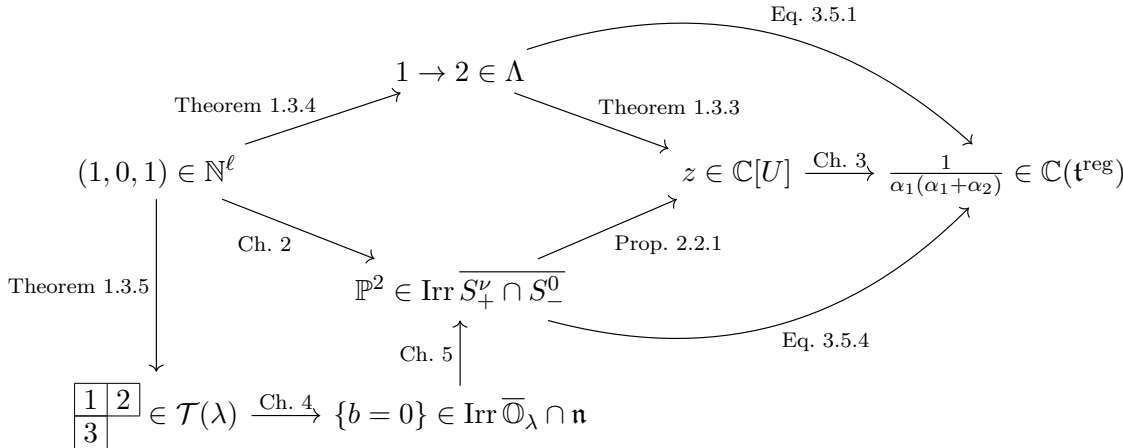 Eq. 3.5.1
1 → 2 ∈ Λ
Theorem 1.3.4
Theorem 1.3.3
(1, 0, 1) ∈ ℕ^ℓ
z ∈ ℂ[U]
Ch. 3
1/(α₁(α₁+α₂)) ∈ ℂ(𝔱^reg)
Ch. 2
Prop. 2.2.1
Theorem 1.3.5
ℙ² ∈ Irr \overline{S_+^ν ∩ S_-^0}
Eq. 3.5.4
Ch. 5
1 2
3
∈ 𝒯(λ)
Ch. 4
{b = 0} ∈ Irr \overline{𝕆}_λ ∩ 𝔫